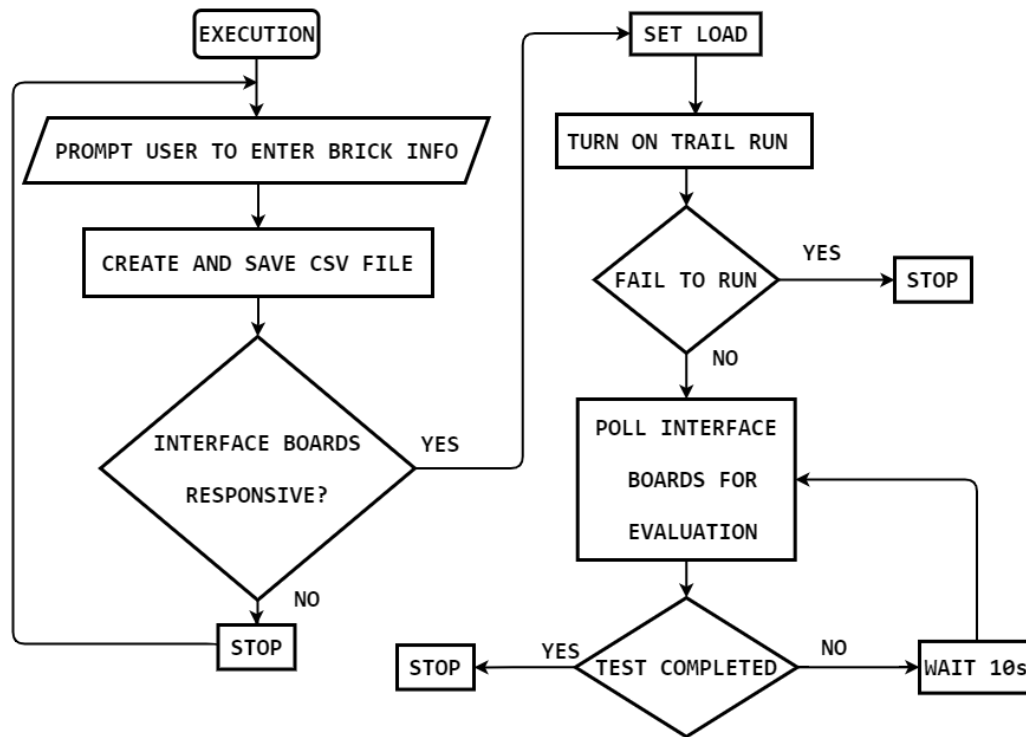 EXECUTION
PROMPT USER TO ENTER BRICK INFO
CREATE AND SAVE CSV FILE
INTERFACE BOARDS
RESPONSIVE?
YES
NO
STOP
SET LOAD
TURN ON TRAIL RUN
FAIL TO RUN
YES
STOP
NO
POLL INTERFACE
BOARDS FOR
EVALUATION
TEST COMPLETED
YES
STOP
NO
WAIT 10s